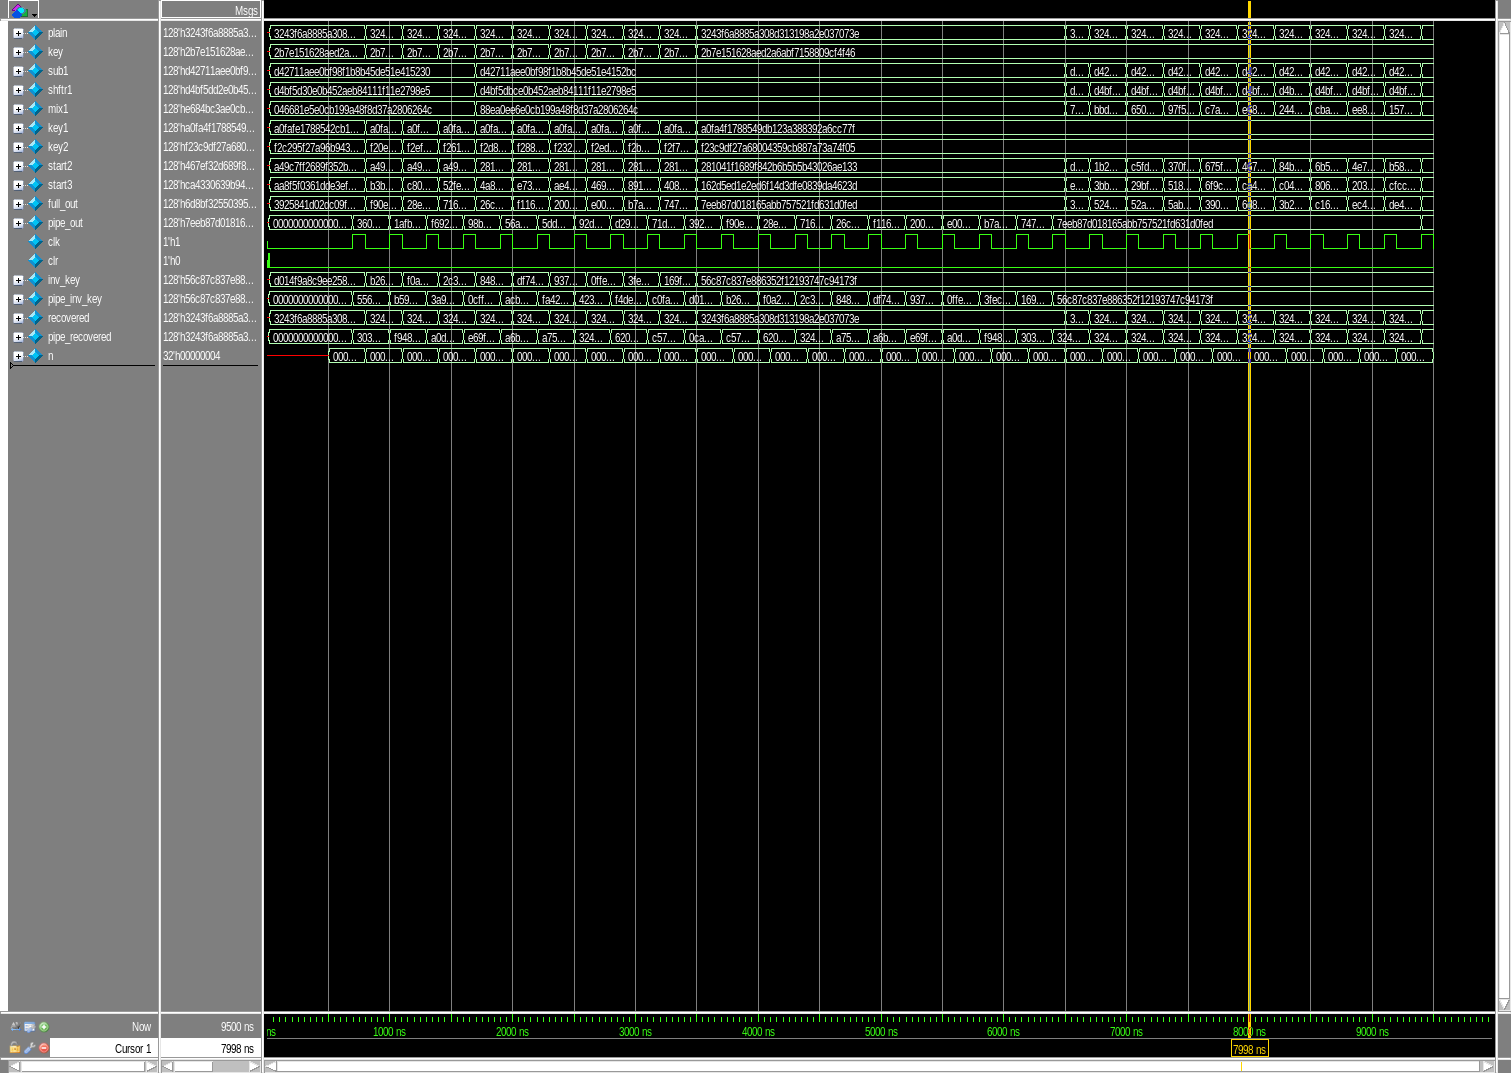 Msgs
plain 128'h3243f6a8885a3... 3243f6a8885a308... 324... 324... 324... 324... 324... 324... 324... 324... 324... 3243f6a8885a308d313198a2e037073e 3... 324... 324... 324... 324... 324... 324... 324... 324... 324...
key 128'h2b7e151628ae... 2b7e151628aed2a... 2b7... 2b7... 2b7... 2b7... 2b7... 2b7... 2b7... 2b7... 2b7... 2b7e151628aed2a6abf7158809cf4f46
sub1 128'hd42711aee0bf9... d42711aee0bf98f1b8b45de51e415230 d42711aee0bf98f1b8b45de51e4152bc d... d42... d42... d42... d42... d42... d42... d42... d42... d42...
shftr1 128'hd4bf5dd2e0b45... d4bf5d30e0b452aeb84111f11e2798e5 d4bf5dbce0b452aeb84111f11e2798e5 d... d4bf... d4bf... d4bf... d4bf... d4bf... d4b... d4bf... d4bf... d4bf...
mix1 128'he684bc3ae0cb... 046681e5e0cb199a48f8d37a2806264c 88ea0ee6e0cb199a48f8d37a2806264c 7... bbd... 650... 97f5... c7a... ee8... 244... cba... ee8... 157...
key1 128'ha0fa4f1788549... a0fafe1788542cb1... a0fa... a0f... a0fa... a0fa... a0fa... a0fa... a0fa... a0f... a0fa... a0fa4f1788549db123a388392a6cc77f
key2 128'hf23c9df27a680... f2c295f27a96b943... f20e... f2ef... f261... f2d8... f288... f232... f2ed... f2b... f2f7... f23c9df27a68004359cb887a73a74f05
start2 128'h467ef32d689f8... a49c7ff2689f352b... a49... a49... a49... 281... 281... 281... 281... 281... 281... 281041f1689f842b6b5b5b43026ae133 d... 1b2... c5fd... 370f... 675f... 467... 84b... 6b5... 4e7... b58...
start3 128'hca4330639b94... aa8f5f0361dde3ef... b3b... c80... 52fe... 4a8... e73... ae4... 469... 891... 408... 162d5ed1e2ed6f14d3dfe0839da4623d e... 3bb... 29bf... 518... 6f9c... ca4... c04... 806... 203... cfcc...
full_out 128'h6d8bf32550395... 3925841d02dc09f... f90e... 28e... 716... 26c... f116... 200... e00... b7a... 747... 7eeb87d018165abb757521fd631d0fed 3... 524... 52a... 5ab... 390... 6d8... 3b2... c16... ec4... de4...
pipe_out 128'h7eeb87d01816... 0000000000000... 360... 1afb... f692... 98b... 56a... 5dd... 92d... d29... 71d... 392... f90e... 28e... 716... 26c... f116... 200... e00... b7a... 747... 7eeb87d018165abb757521fd631d0fed
clk 1'h1
clr 1'h0
inv_key 128'h56c87c837e88... d014f9a8c9ee258... b26... f0a... 2c3... 848... df74... 937... 0ffe... 3fe... 169f... 56c87c837e886352f12193747c94173f
pipe_inv_key 128'h56c87c837e88... 0000000000000... 556... b59... 3a9... 0cff... acb... fa42... 423... f4de... c0fa... d01... b26... f0a2... 2c3... 848... df74... 937... 0ffe... 3fec... 169... 56c87c837e886352f12193747c94173f
recovered 128'h3243f6a8885a3... 3243f6a8885a308... 324... 324... 324... 324... 324... 324... 324... 324... 324... 3243f6a8885a308d313198a2e037073e 3... 324... 324... 324... 324... 324... 324... 324... 324... 324...
pipe_recovered 128'h3243f6a8885a3... 0000000000000... 303... f948... a0d... e69f... a6b... a75... 324... 620... c57... 0ca... c57... 620... 324... a75... a6b... e69f... a0d... f948... 303... 324... 324... 324... 324... 324... 324... 324... 324... 324... 324...
n 32'h00000004 000... 000... 000... 000... 000... 000... 000... 000... 000... 000... 000... 000... 000... 000... 000... 000... 000... 000... 000... 000... 000... 000... 000... 000... 000... 000... 000... 000... 000... 000...
Now 9500 ns ns 1000 ns 2000 ns 3000 ns 4000 ns 5000 ns 6000 ns 7000 ns 8000 ns 9000 ns
Cursor 1 7998 ns 7998 ns